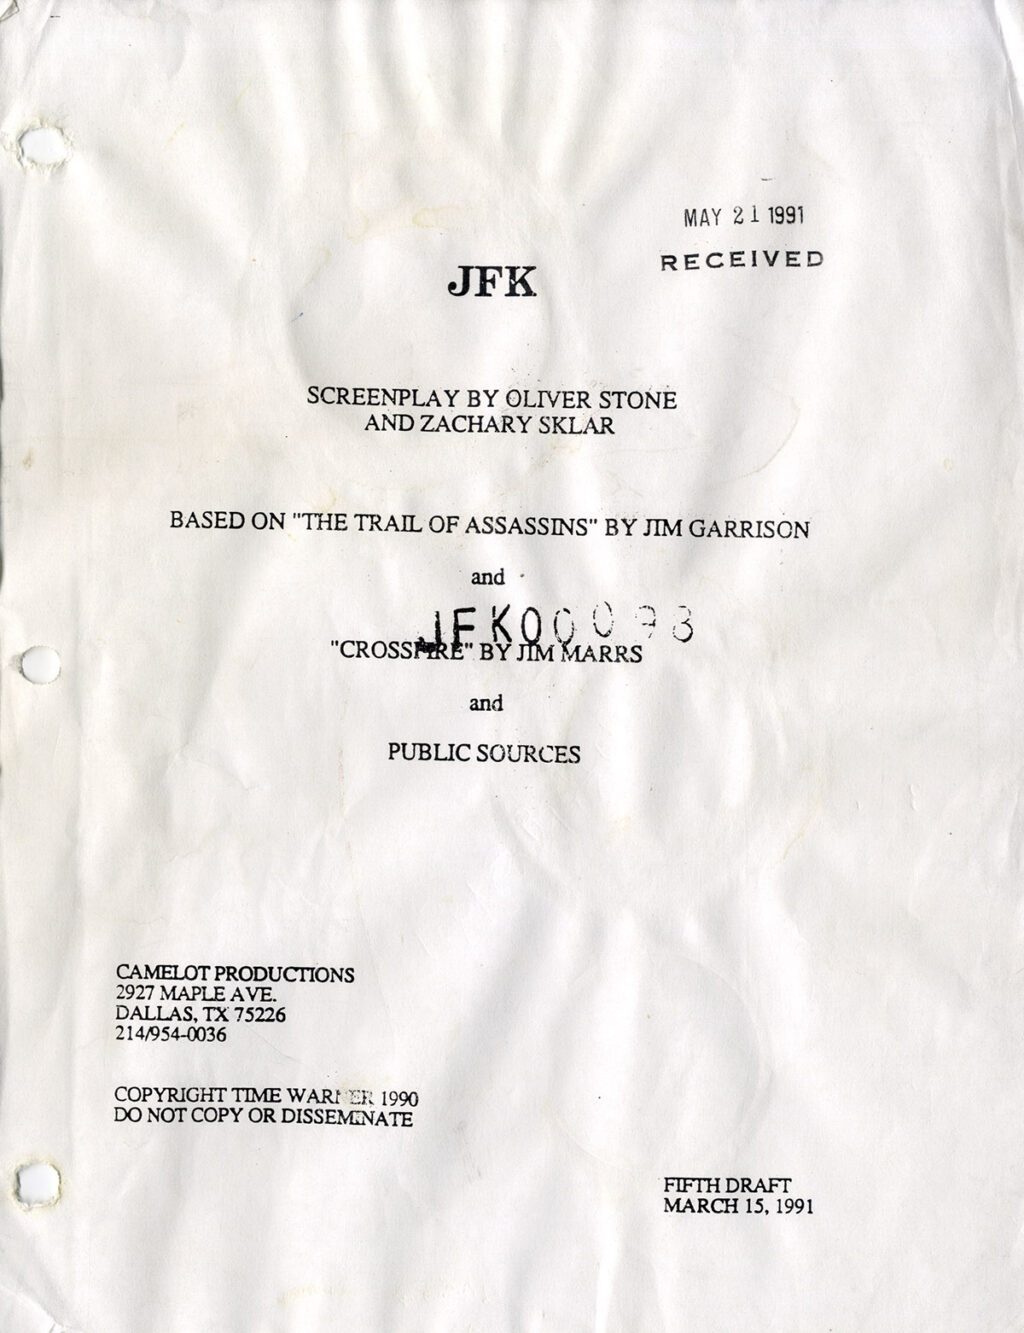 MAY 21 1991
RECEIVED
JFK
SCREENPLAY BY OLIVER STONE
AND ZACHARY SKLAR
BASED ON "THE TRAIL OF ASSASSINS" BY JIM GARRISON
and
JFK00098
"CROSSFIRE" BY JIM MARRS
and
PUBLIC SOURCES
CAMELOT PRODUCTIONS
2927 MAPLE AVE.
DALLAS, TX 75226
214/954-0036
COPYRIGHT TIME WARNER 1990
DO NOT COPY OR DISSEMINATE
FIFTH DRAFT
MARCH 15, 1991